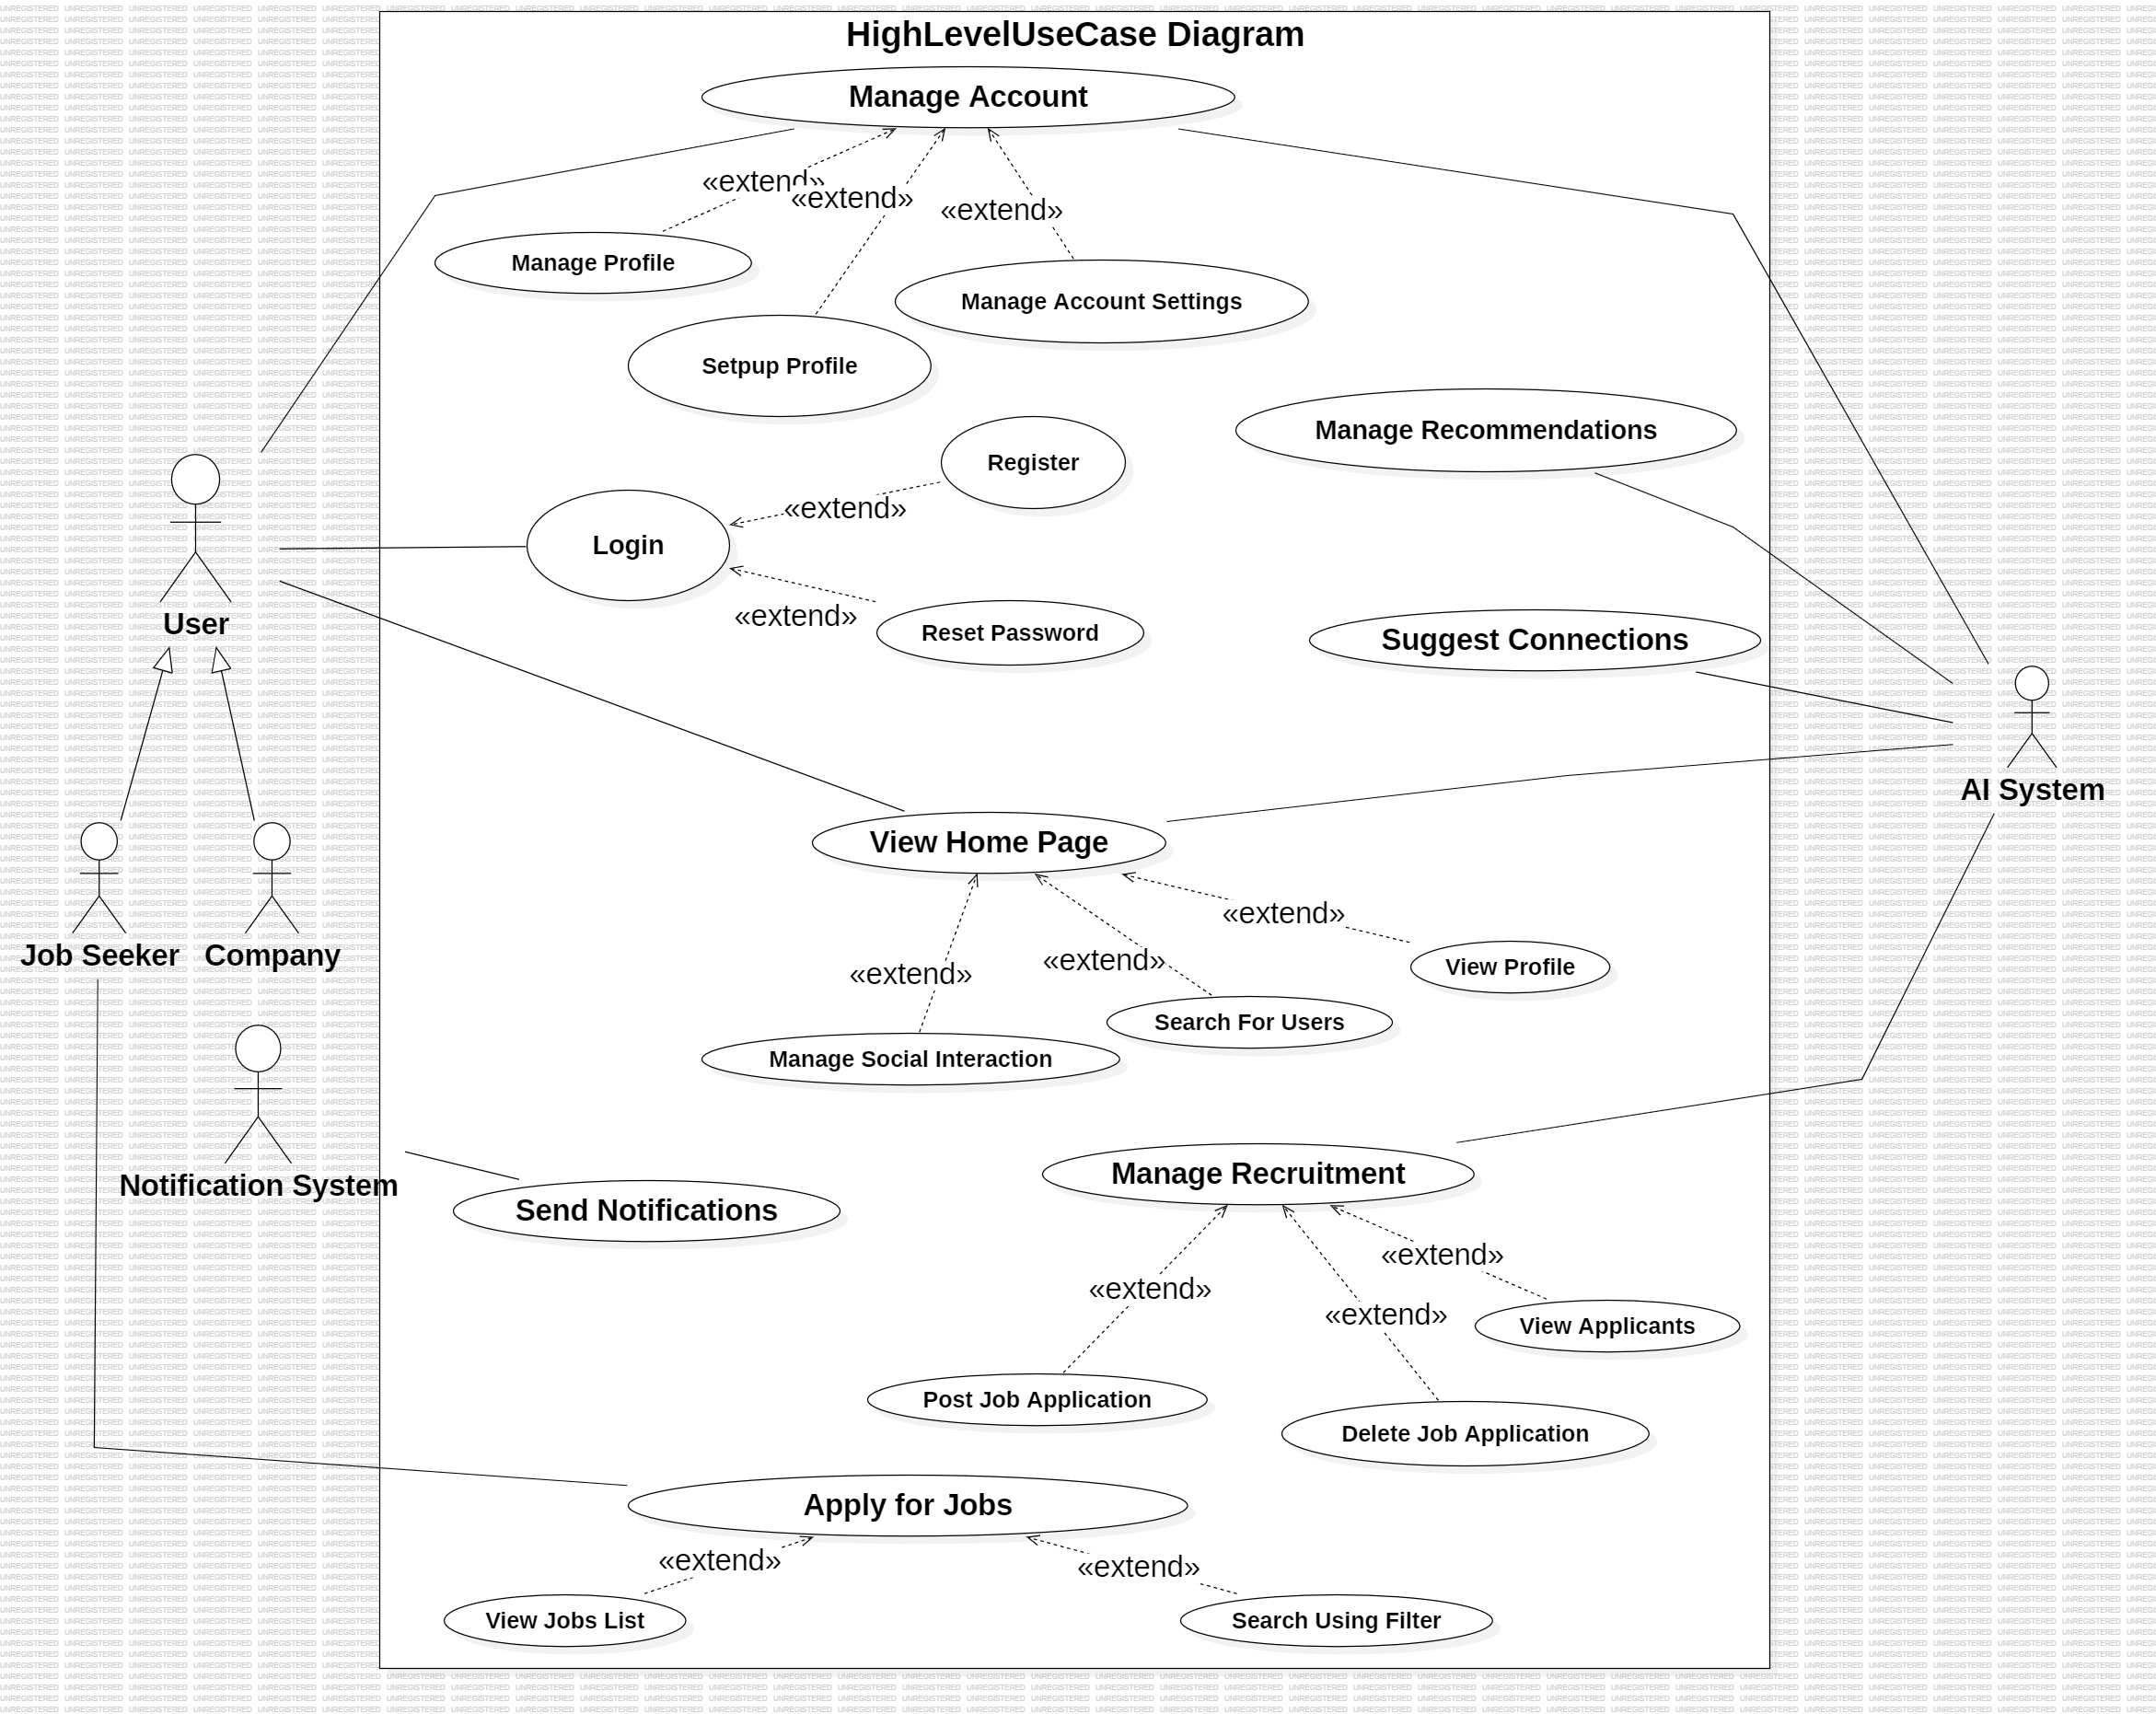 HighLevelUseCase Diagram
Manage Account
«extend»
«extend»
«extend»
Manage Profile
Manage Account Settings
Setpup Profile
Manage Recommendations
Register
«extend»
Login
User
«extend»
Reset Password
Suggest Connections
AI System
View Home Page
«extend»
Job Seeker
Company
«extend»
«extend»
View Profile
Search For Users
Manage Social Interaction
Notification System
Manage Recruitment
Send Notifications
«extend»
«extend»
«extend»
View Applicants
Post Job Application
Delete Job Application
Apply for Jobs
«extend»
«extend»
View Jobs List
Search Using Filter
UNREGISTERED